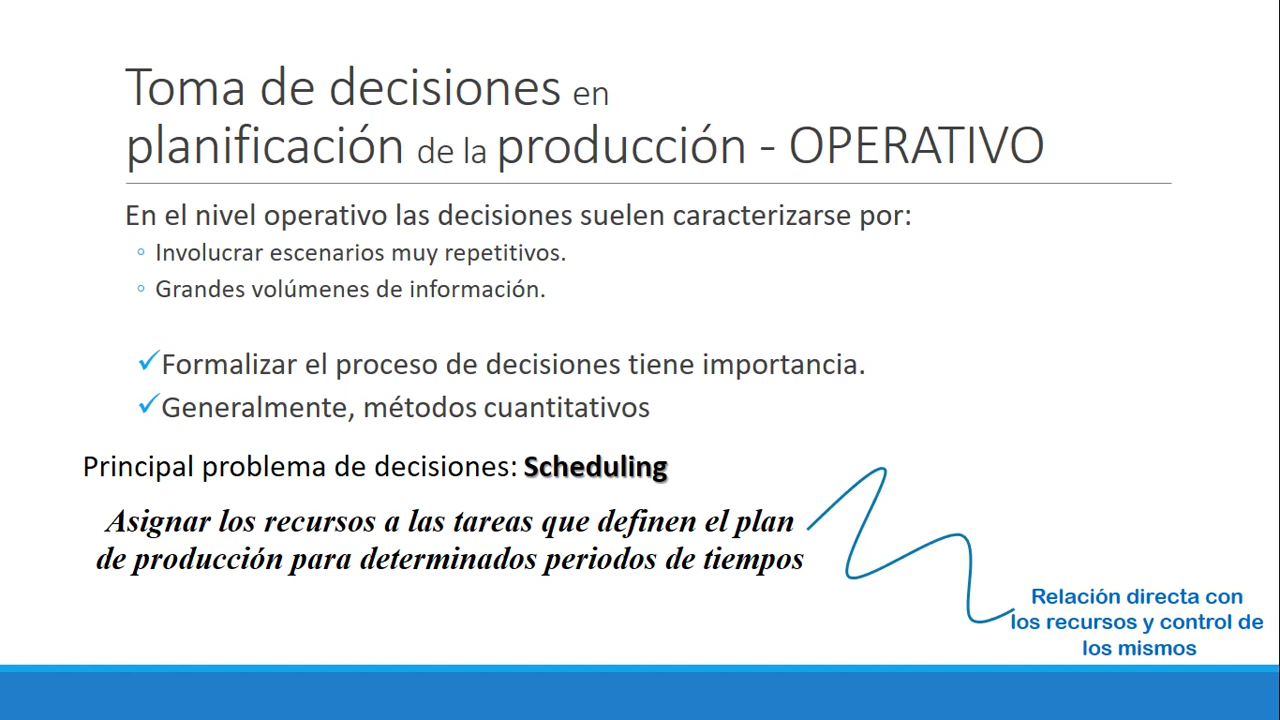 Toma de decisiones en
planificación de la producción - OPERATIVO
En el nivel operativo las decisiones suelen caracterizarse por:
◦ Involucrar escenarios muy repetitivos.
◦ Grandes volúmenes de información.
✓Formalizar el proceso de decisiones tiene importancia.
✓Generalmente, métodos cuantitativos
Principal problema de decisiones: Scheduling
Asignar los recursos a las tareas que definen el plan
de producción para determinados periodos de tiempos
Relación directa con
los recursos y control de
los mismos